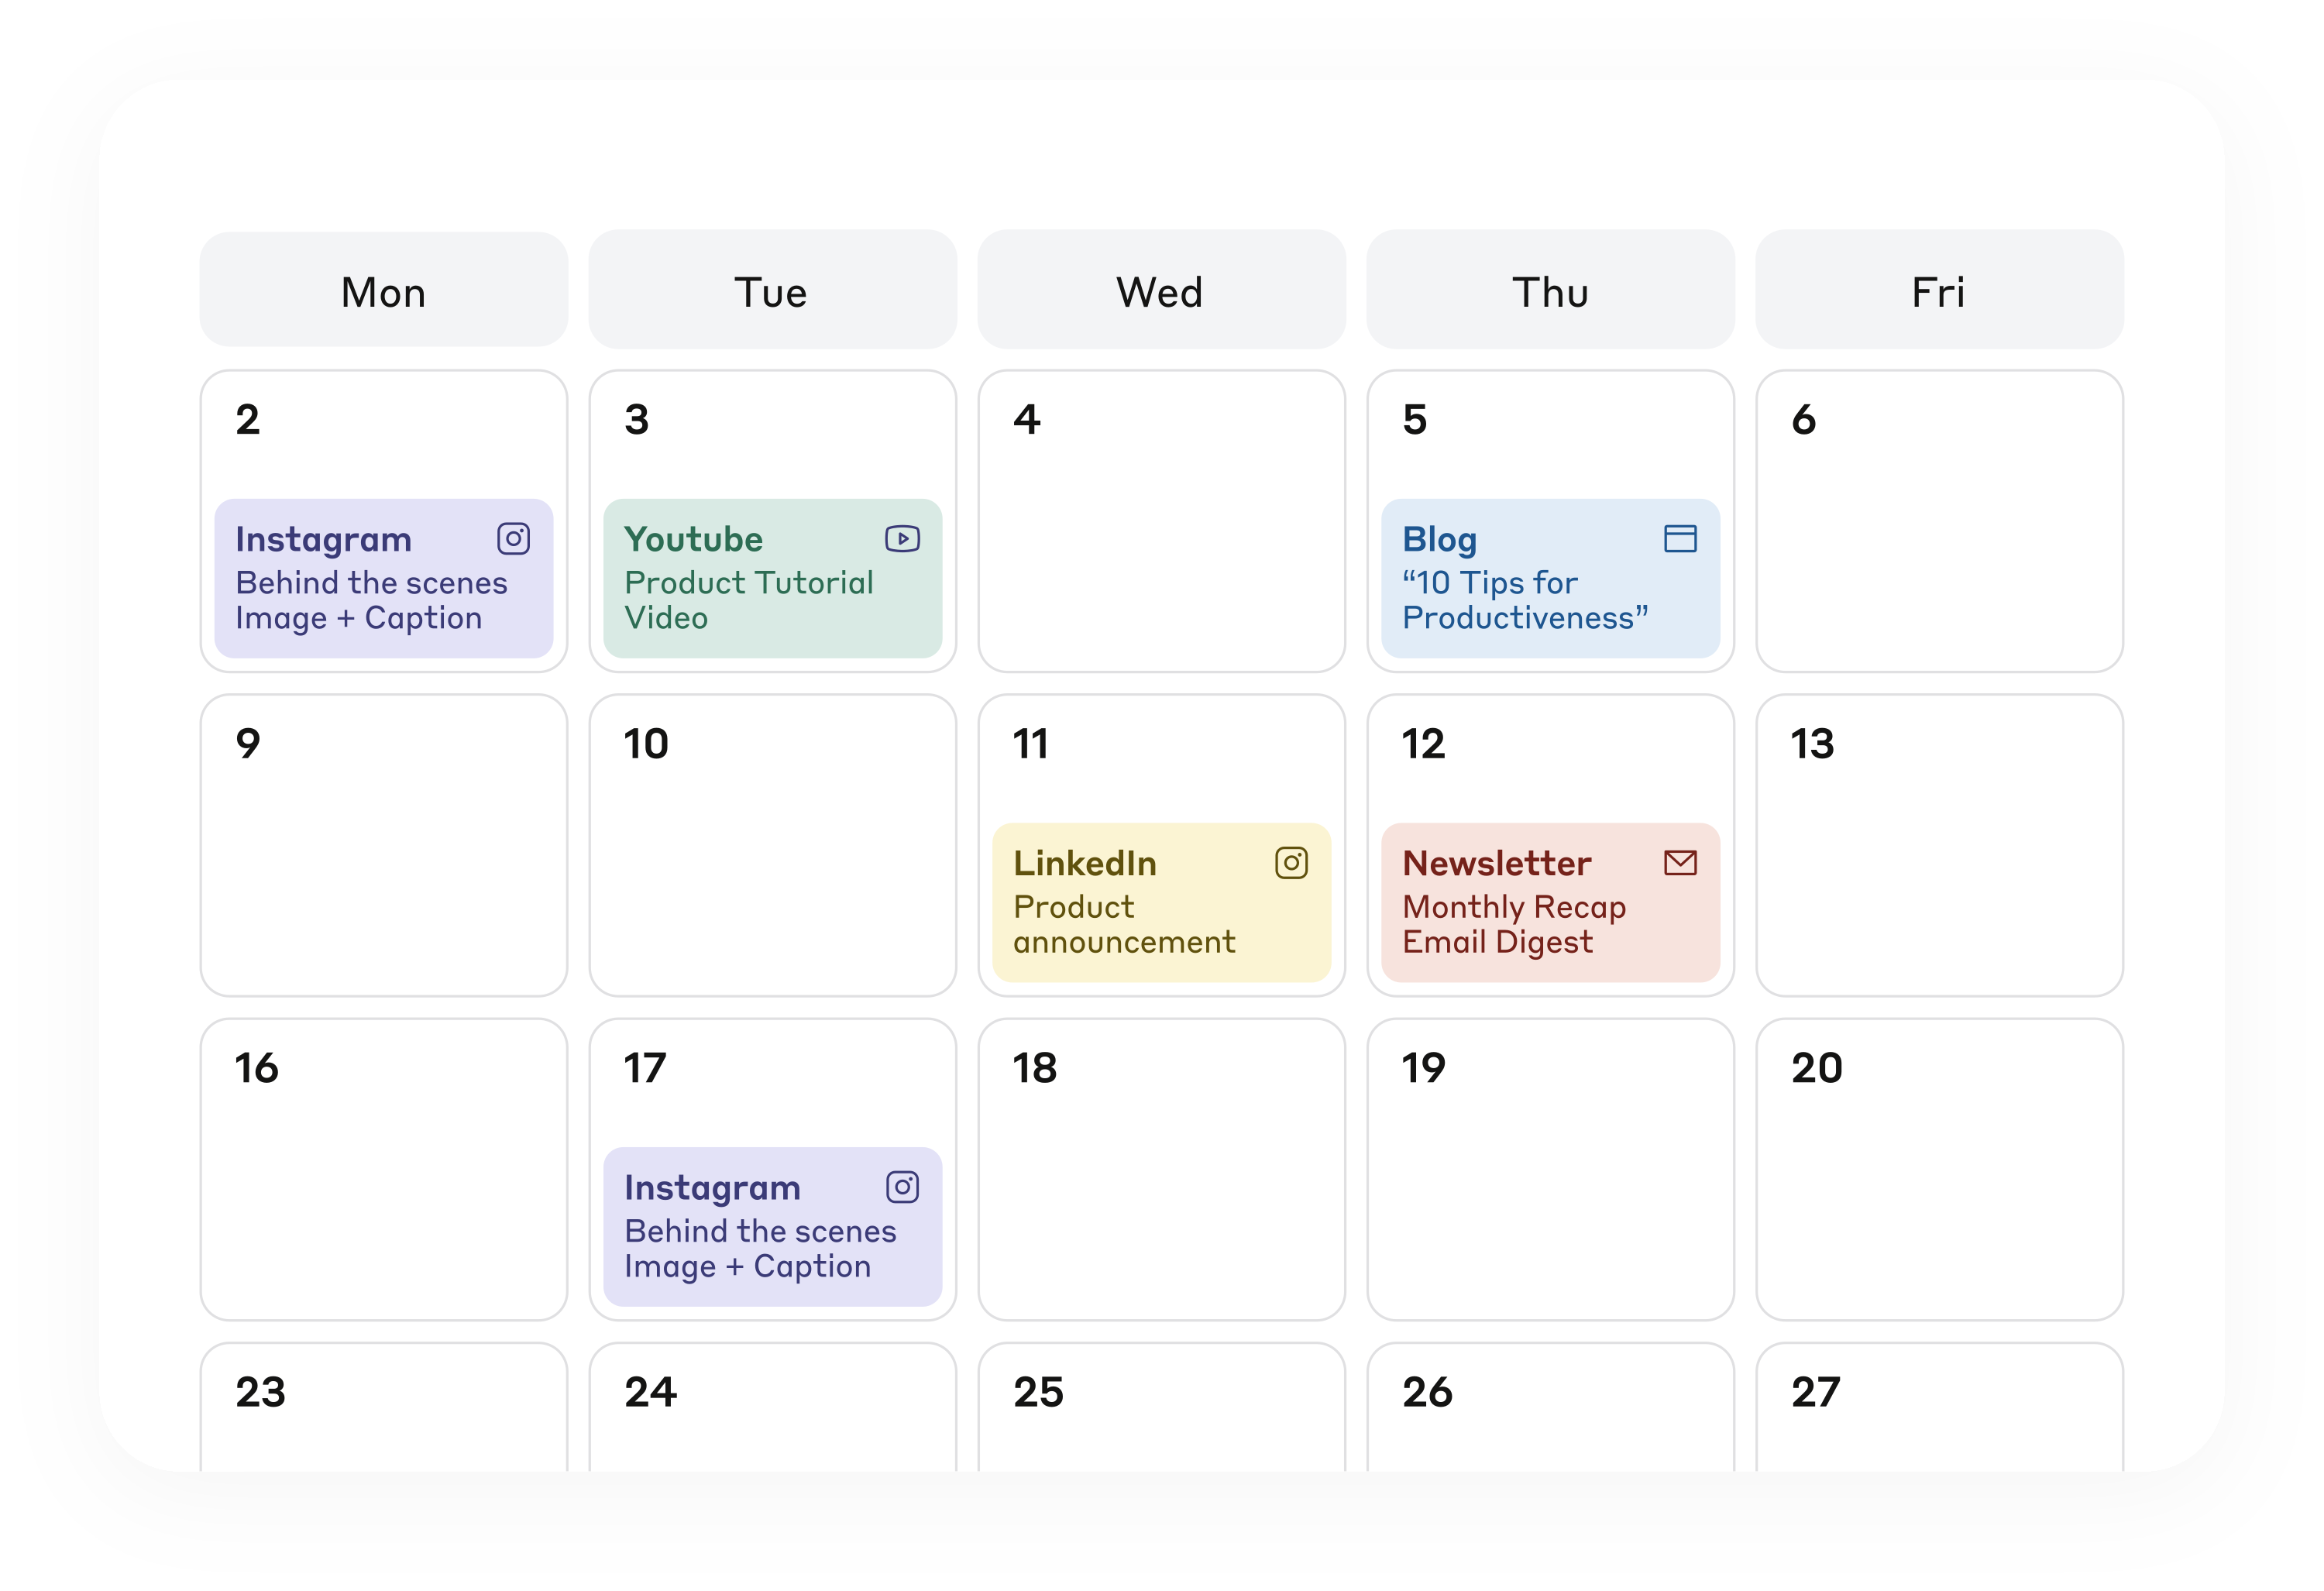 Mon Tue Wed Thu Fri
2 3 4 5 6
Instagram Youtube Blog
Behind the scenes Product Tutorial “10 Tips for
Image + Caption Video Productiveness”
9 10 11 12 13
LinkedIn Newsletter
Product Monthly Recap
announcement Email Digest
16 17 18 19 20
Instagram
Behind the scenes
Image + Caption
23 24 25 26 27